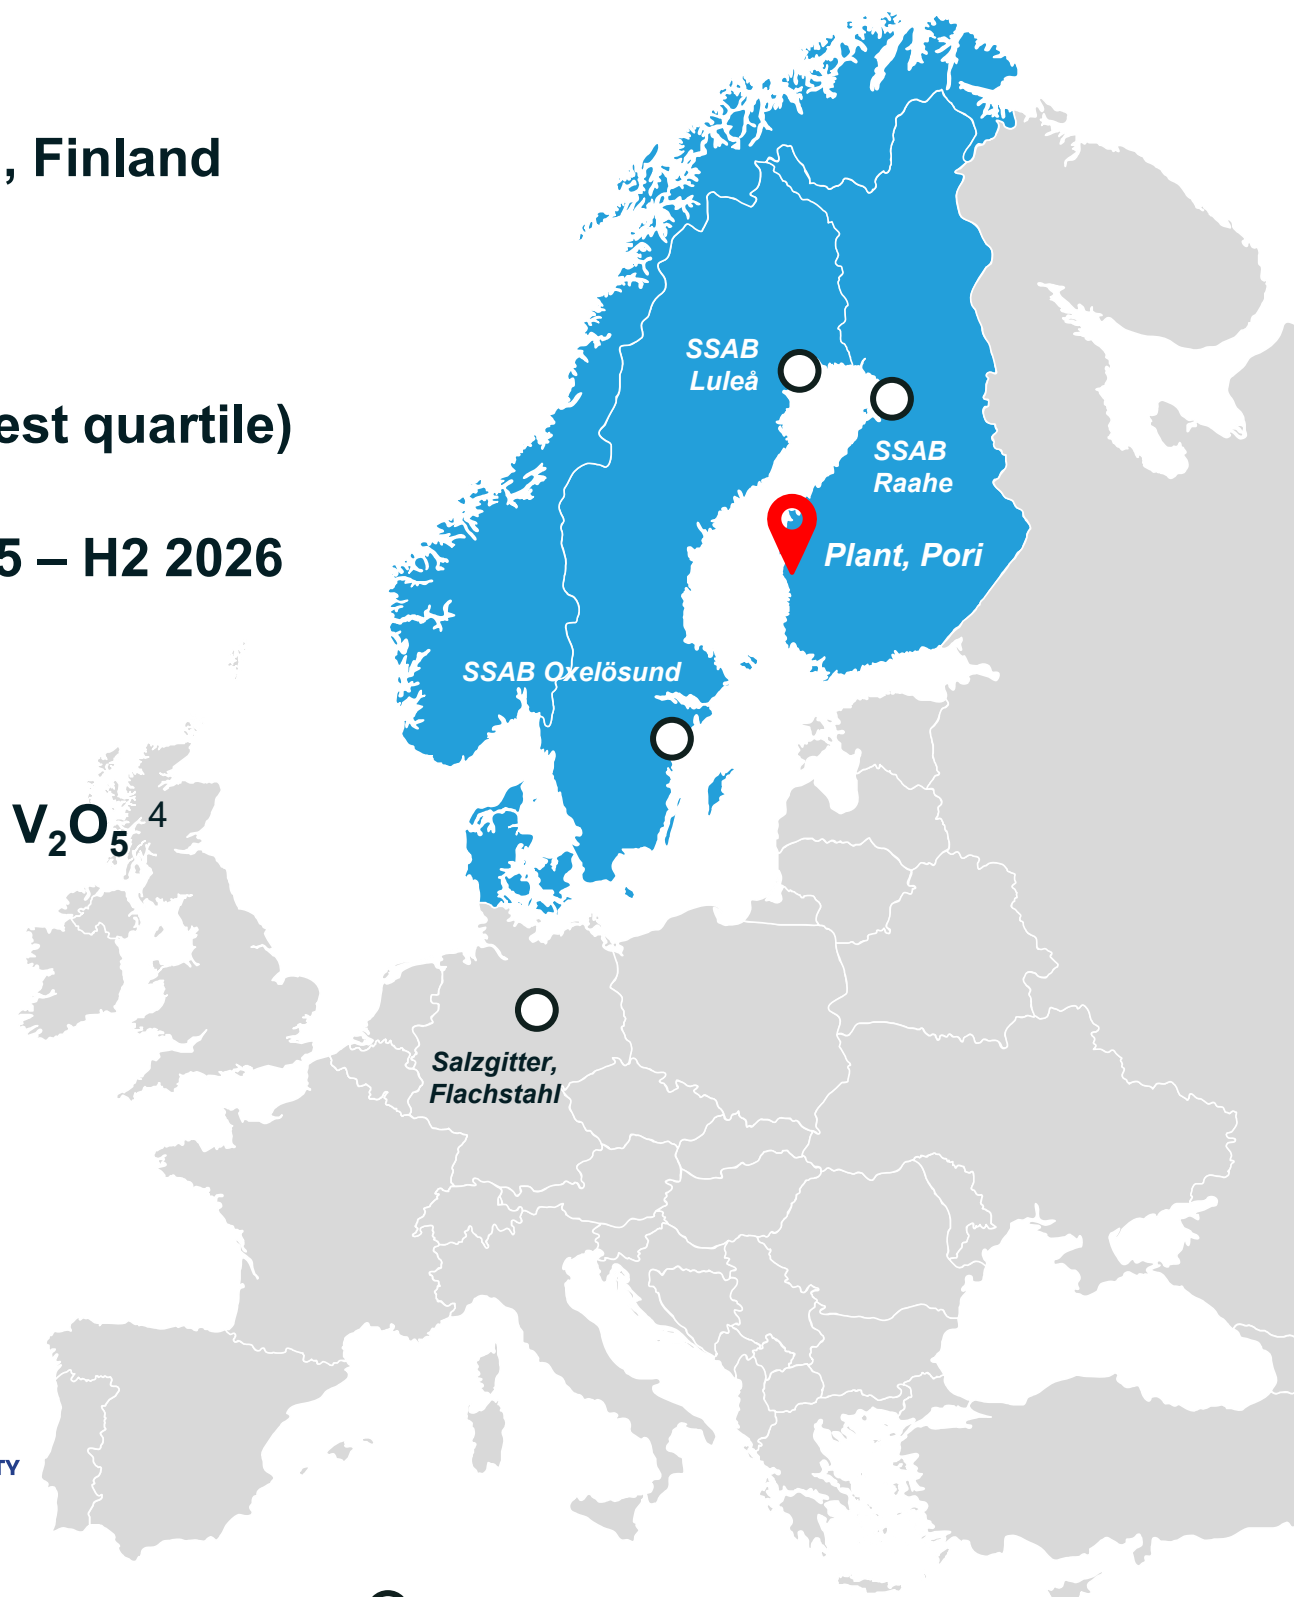 , Finland
est quartile)
5 – H2 2026
V₂O₅ ⁴
TY
SSAB
Luleå
SSAB
Raahe
Plant, Pori
SSAB Oxelösund
Salzgitter,
Flachstahl